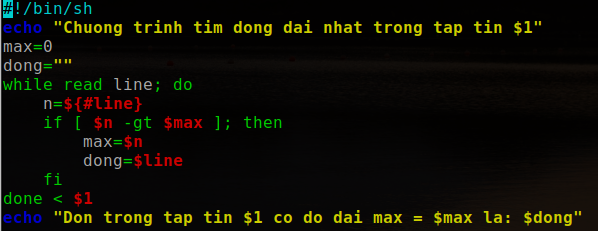 #!/bin/sh
echo "Chuong trinh tim dong dai nhat trong tap tin $1"
max=0
dong=""
while read line; do
    n=${#line}
    if [ $n -gt $max ]; then
        max=$n
        dong=$line
    fi
done < $1
echo "Don trong tap tin $1 co do dai max = $max la: $dong"